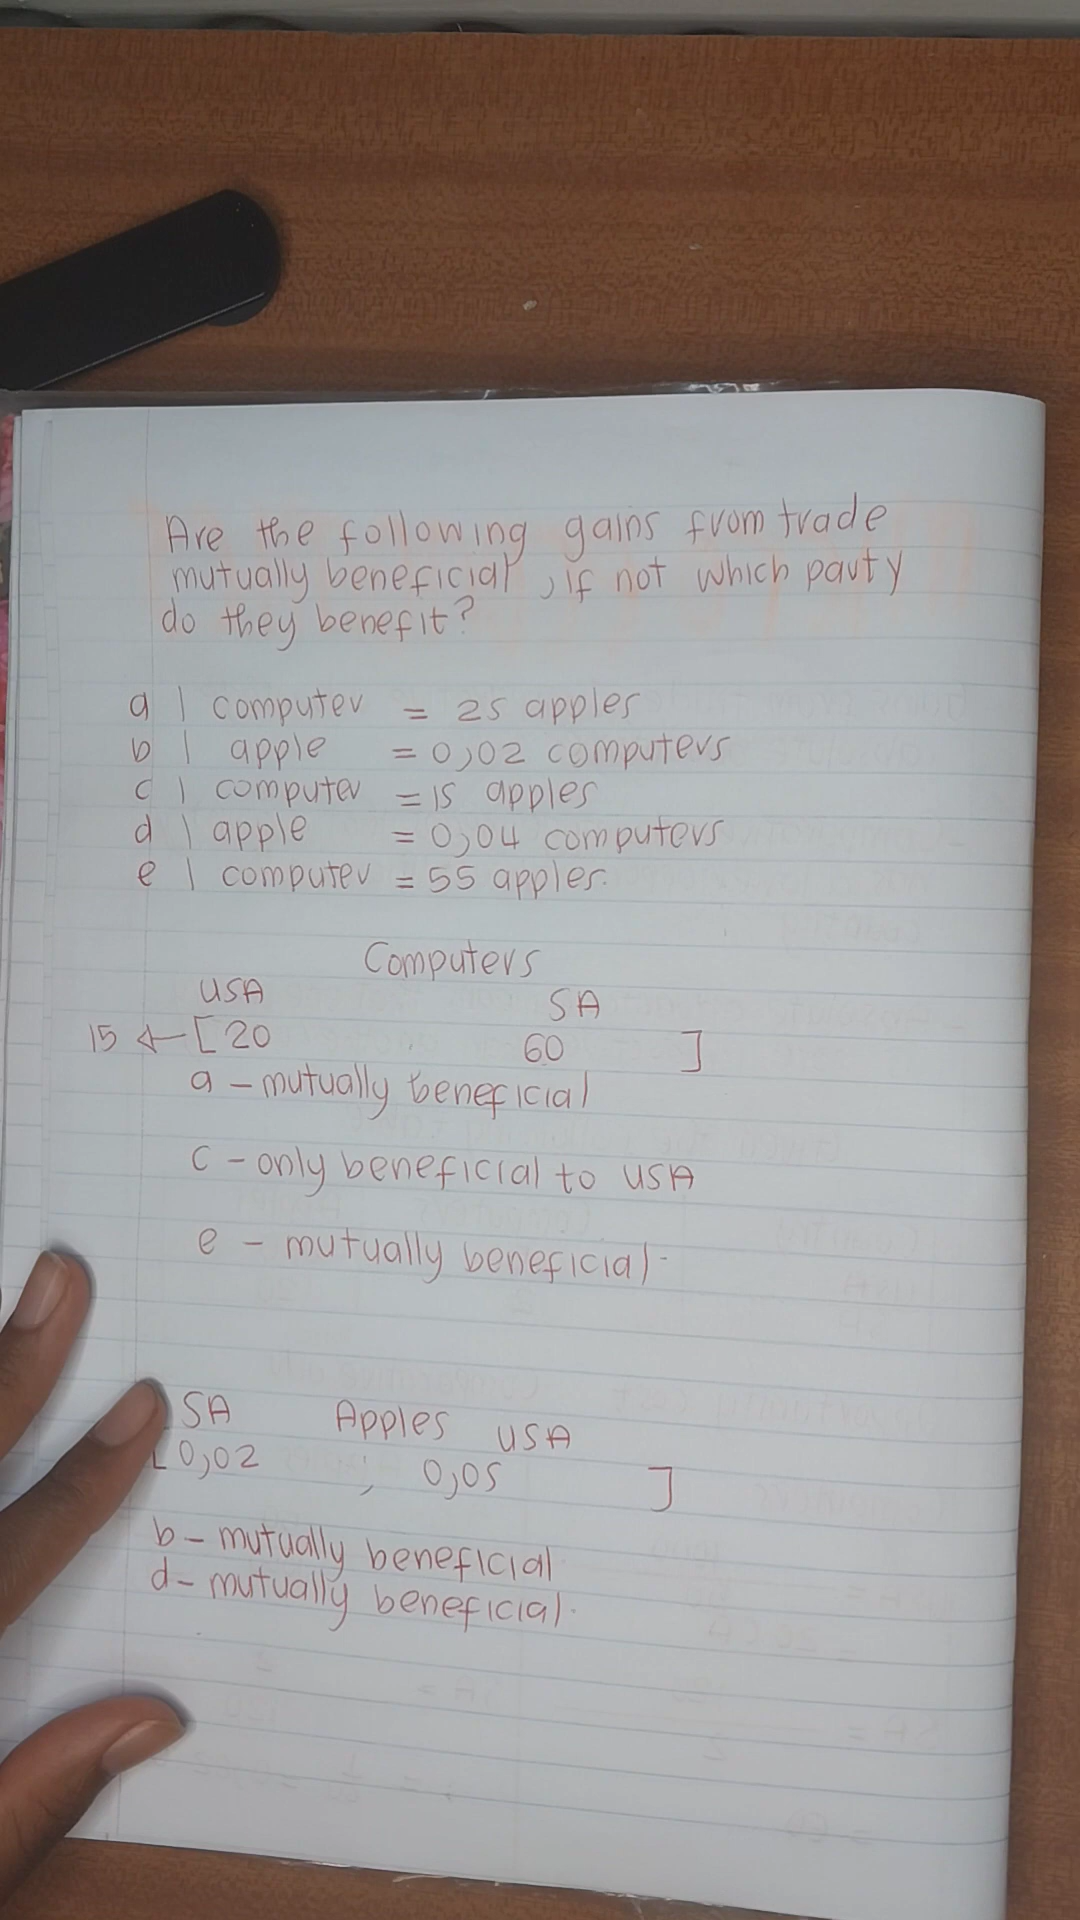 Are the following gains from trade
mutually beneficial, if not which party
do they benefit?
a 1 computer = 25 apples
b 1 apple = 0,02 computers
c 1 computer = 15 apples
d 1 apple = 0,04 computers
e 1 computer = 55 apples.
Computers
USA SA
15 ← [20 60 ]
a - mutually beneficial
c - only beneficial to USA
e - mutually beneficial.
SA Apples USA
[0,02 ; 0,05 ]
b - mutually beneficial
d - mutually beneficial.